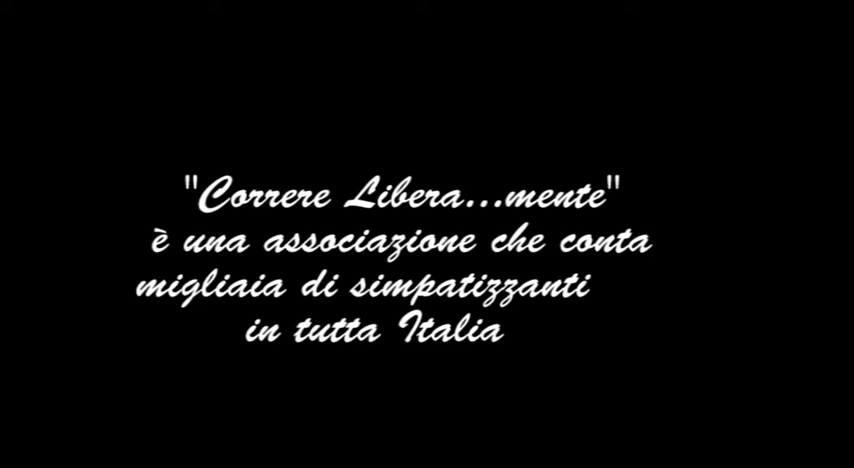 "Correre Libera...mente"
è una associazione che conta
migliaia di simpatizzanti
in tutta Italia